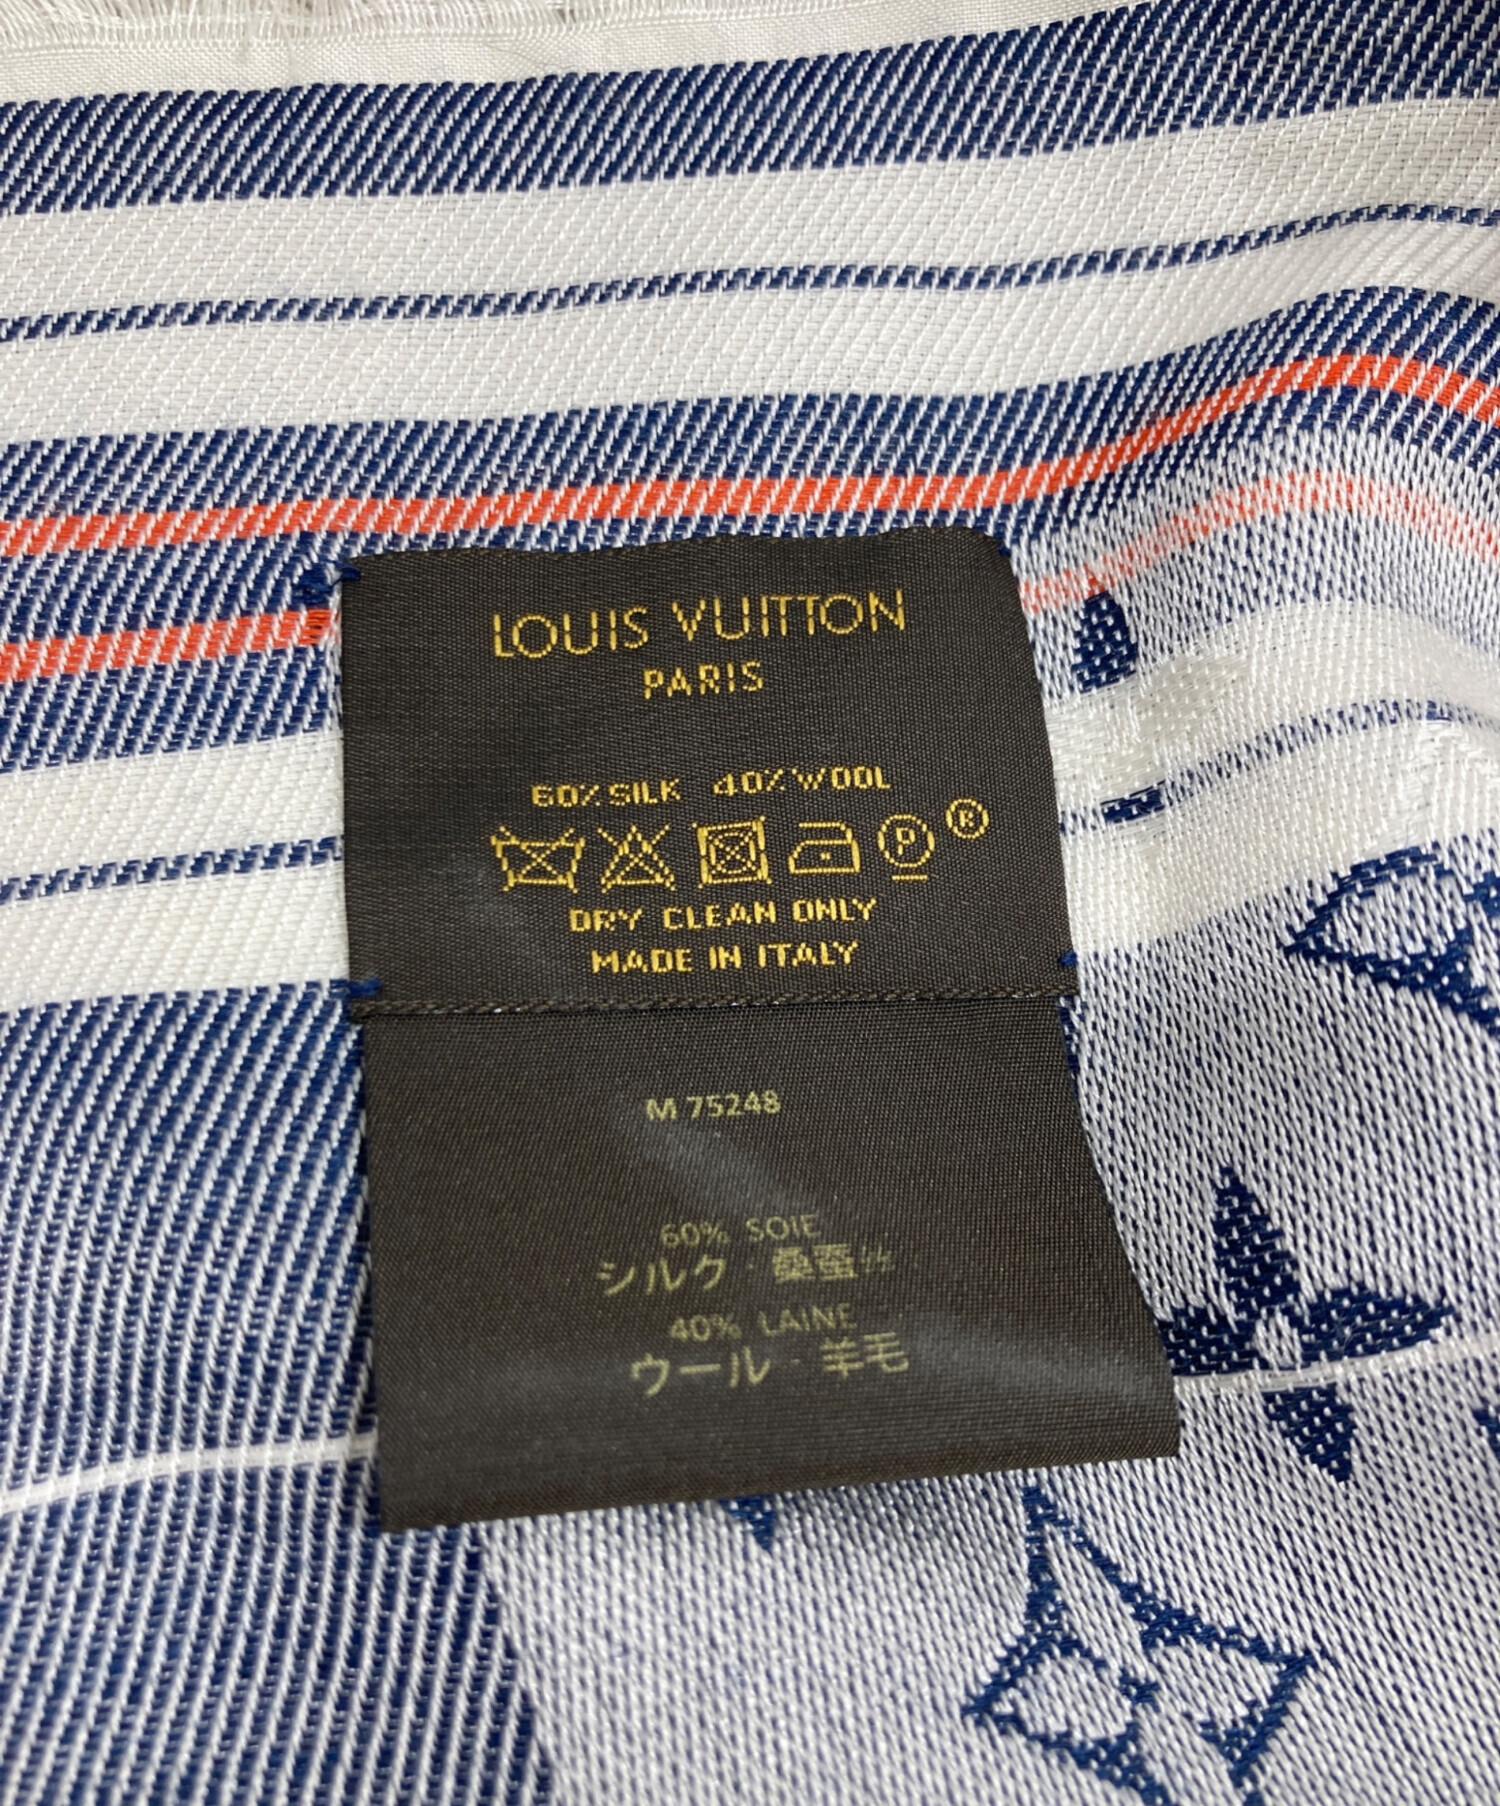 LOUIS VUITTON
PARIS
60% SILK 40% WOOL
P ®
DRY CLEAN ONLY
MADE IN ITALY
M 75248
60% SOIE
シルク · 桑蚕丝
40% LAINE
ウール · 羊毛